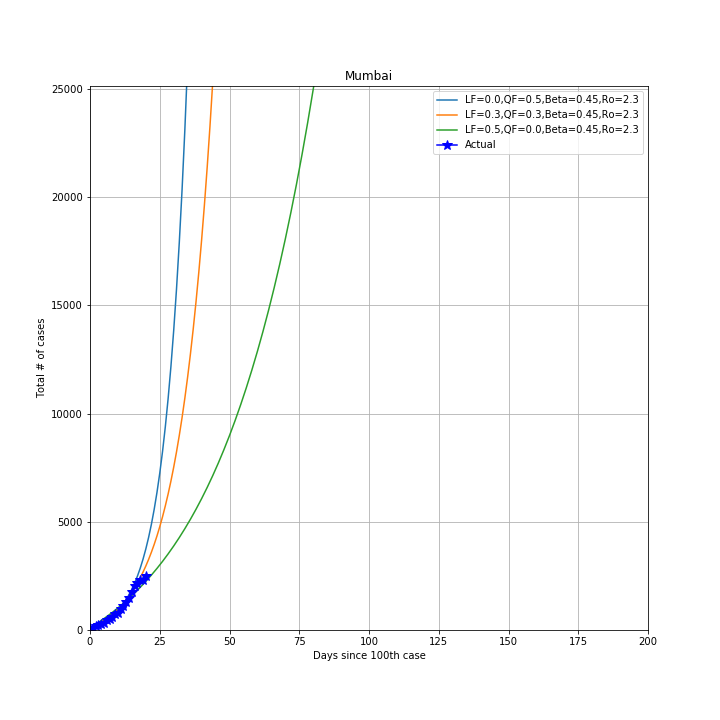 Mumbai
25000
20000
15000
10000
5000
0
Total # of cases
LF=0.0,QF=0.5,Beta=0.45,Ro=2.3
LF=0.3,QF=0.3,Beta=0.45,Ro=2.3
LF=0.5,QF=0.0,Beta=0.45,Ro=2.3
Actual
0 25 50 75 100 125 150 175 200
Days since 100th case